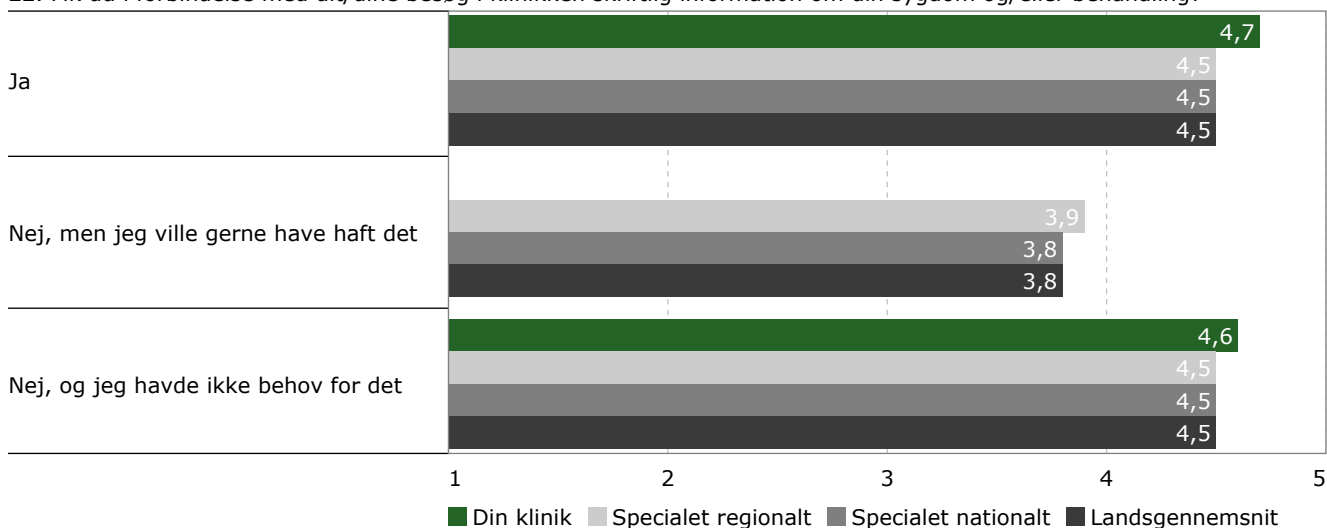 Ja
4,7
4,5
4,5
4,5
Nej, men jeg ville gerne have haft det
3,9
3,8
3,8
Nej, og jeg havde ikke behov for det
4,6
4,5
4,5
4,5
1 2 3 4 5
Din klinik Specialet regionalt Specialet nationalt Landsgennemsnit